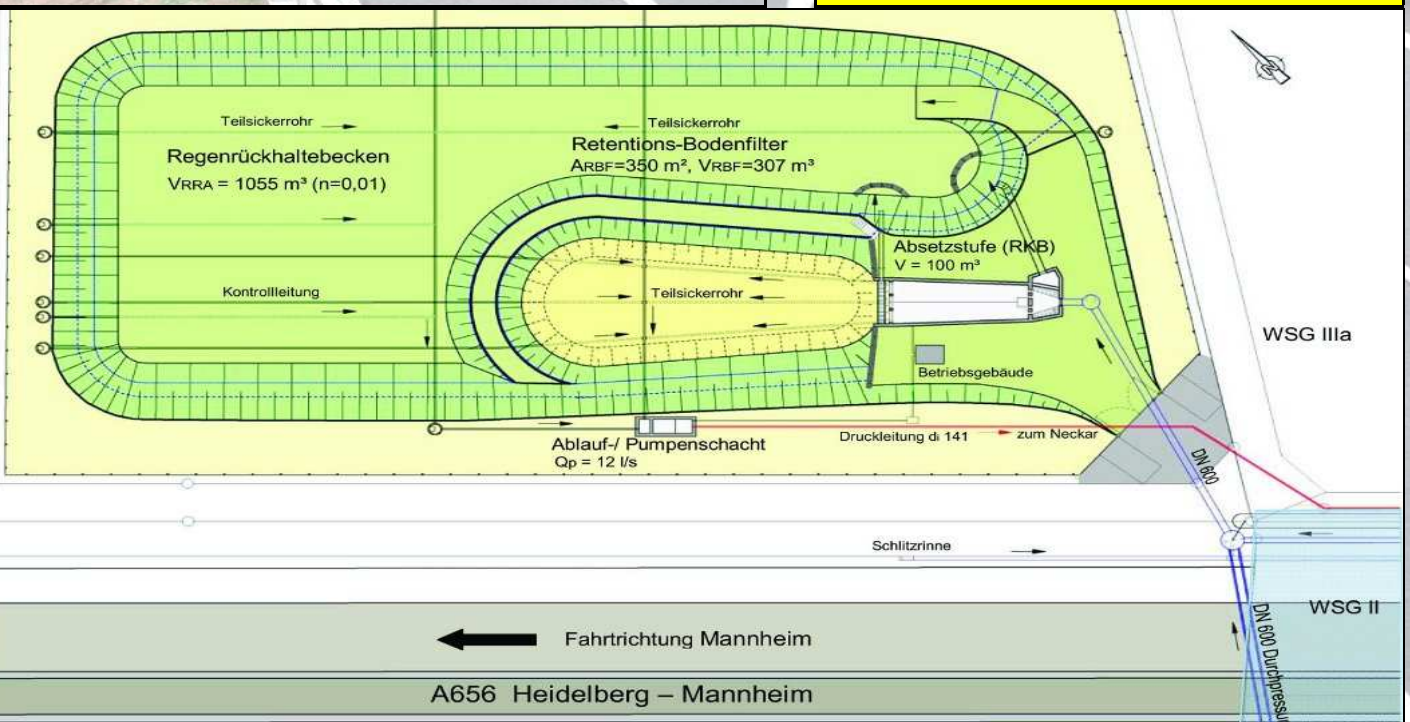 Teilsickerrohr
Teilsickerrohr
Regenrückhaltebecken
VRRA = 1055 m³ (n=0,01)
Retentions-Bodenfilter
ARBF=350 m², VRBF=307 m³
Absetzstufe (RKB)
V = 100 m³
Kontrollleitung
Teilsickerrohr
WSG IIIa
Betriebsgebäude
Ablauf-/ Pumpenschacht
Qp = 12 l/s
Druckleitung di 141
zum Neckar
DN 600
Schlitzrinne
WSG II
DN 600 Durchpressu
Fahrtrichtung Mannheim
A656 Heidelberg – Mannheim
N